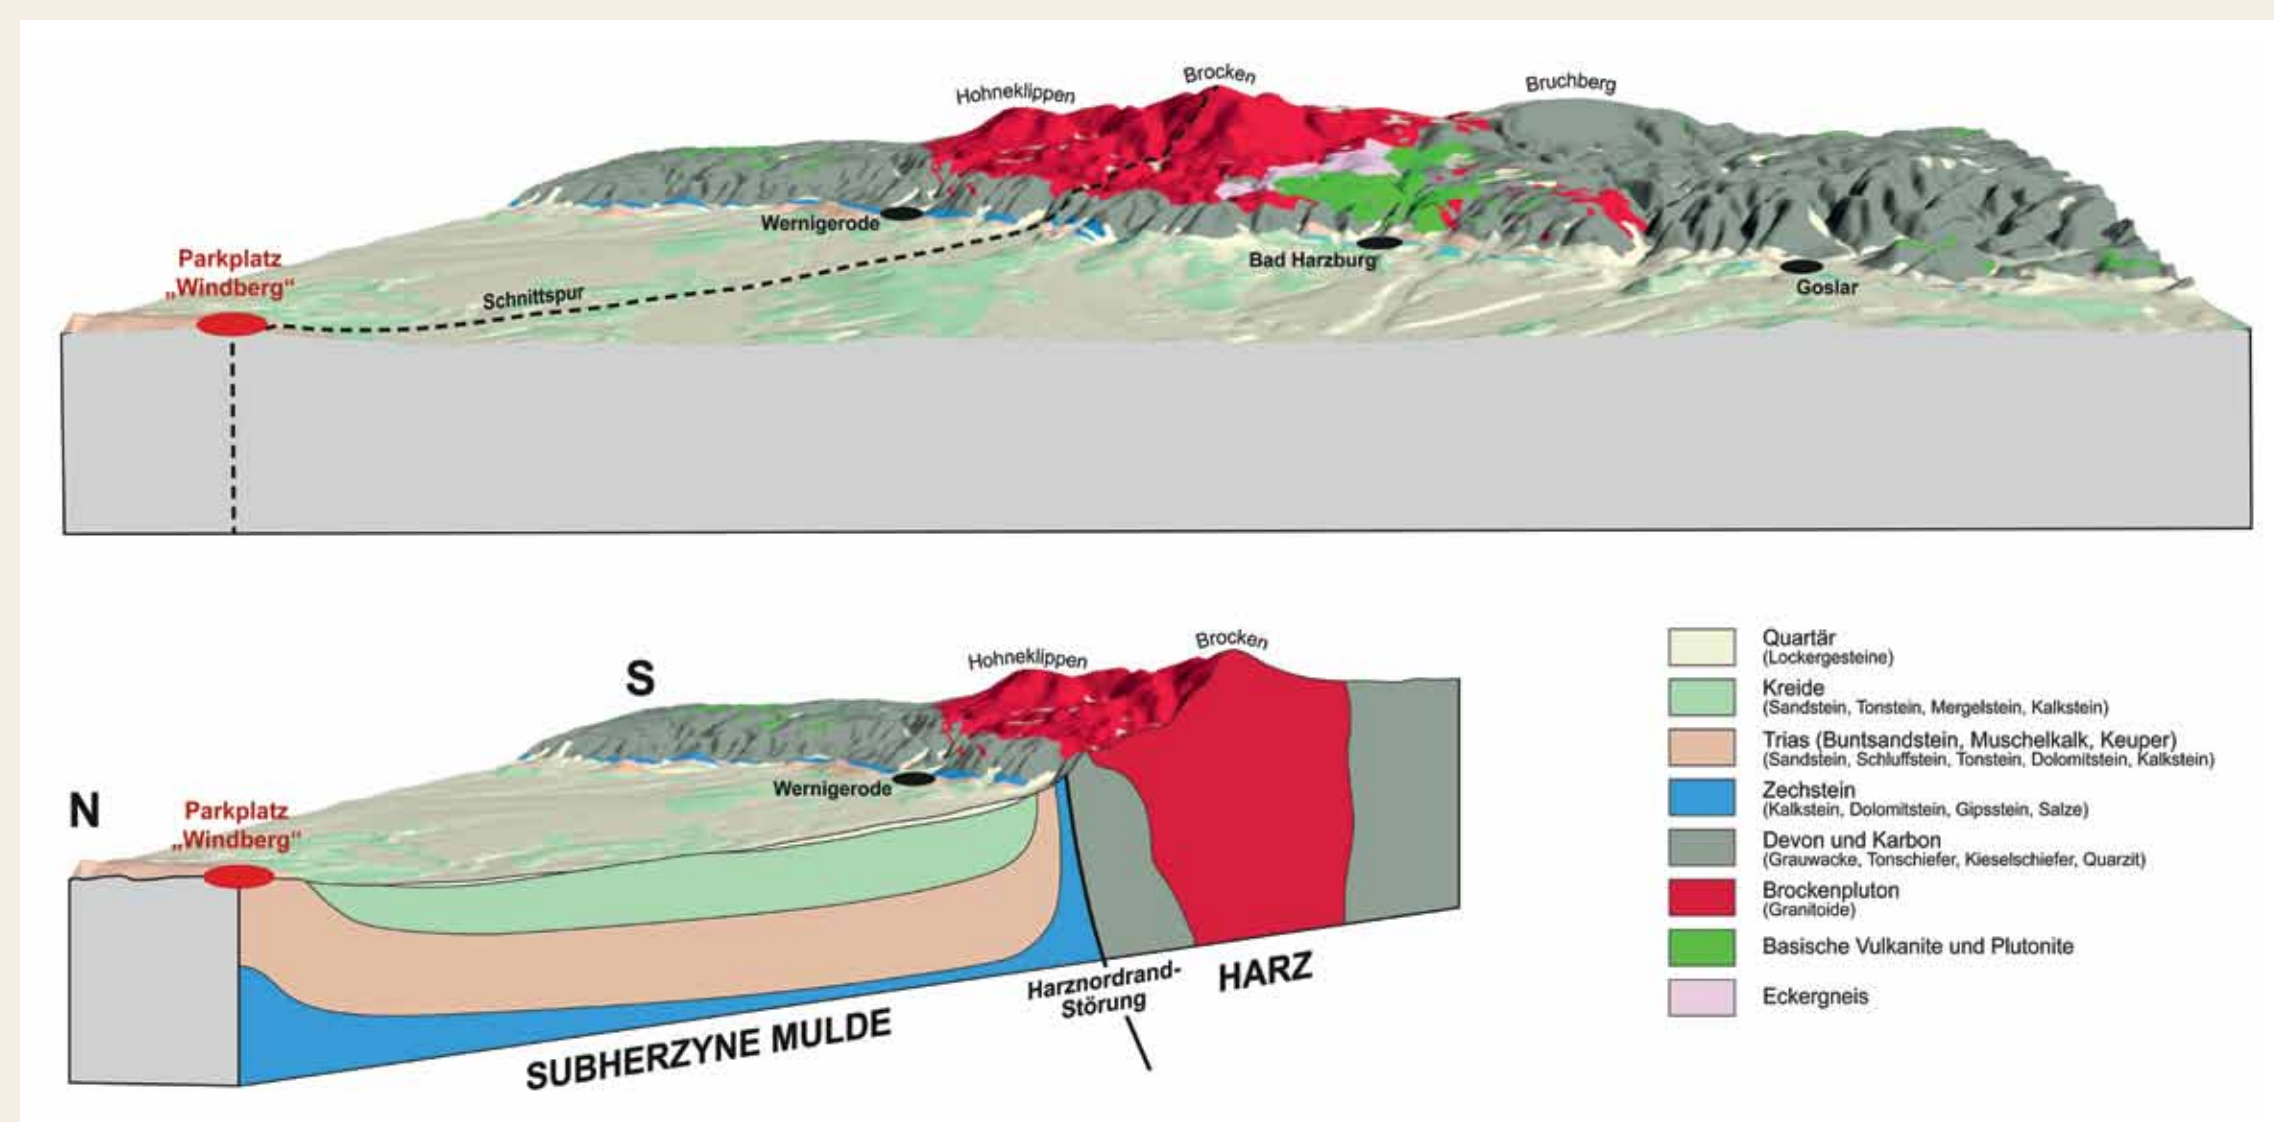 Hohneklippen
Brocken
Bruchberg
Wernigerode
Parkplatz
„Windberg“
Schnittspur
Bad Harzburg
Goslar
N
S
Hohneklippen
Brocken
Wernigerode
Parkplatz
„Windberg“
SUBHERZYNE MULDE
Harznordrand-
Störung
HARZ
Quartär
(Lockergesteine)
Kreide
(Sandstein, Tonstein, Mergelstein, Kalkstein)
Trias (Buntsandstein, Muschelkalk, Keuper)
(Sandstein, Schluffstein, Tonstein, Dolomitstein, Kalkstein)
Zechstein
(Kalkstein, Dolomitstein, Gipsstein, Salze)
Devon und Karbon
(Grauwacke, Tonschiefer, Kieselschiefer, Quarzit)
Brockenpluton
(Granitoide)
Basische Vulkanite und Plutonite
Eckergneis